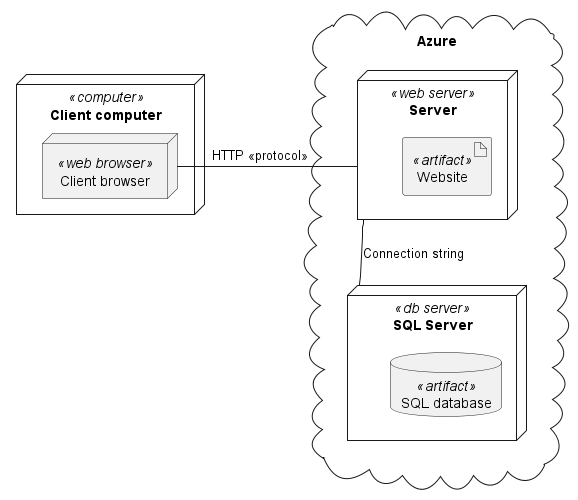 Azure
«computer»
Client computer
«web browser»
Client browser
HTTP «protocol»
«web server»
Server
«artifact»
Website
Connection string
«db server»
SQL Server
«artifact»
SQL database